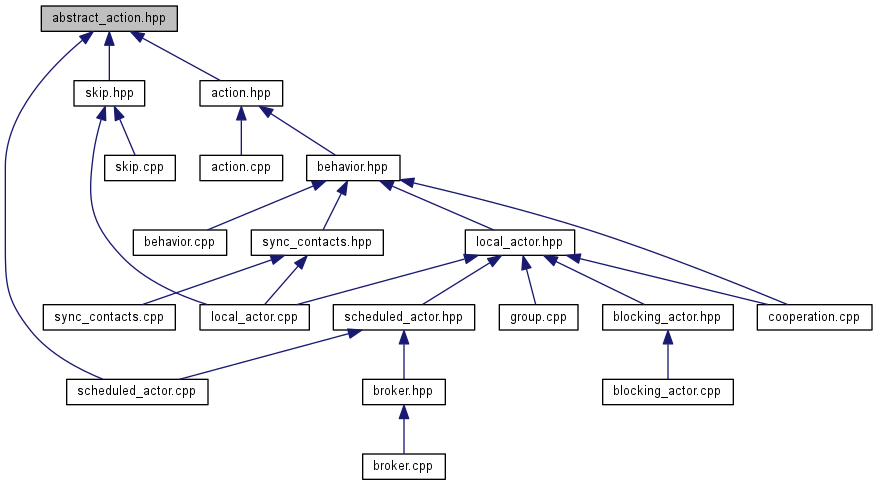 abstract_action.hpp
skip.hpp
action.hpp
skip.cpp
action.cpp
behavior.hpp
behavior.cpp
sync_contacts.hpp
local_actor.hpp
sync_contacts.cpp
local_actor.cpp
scheduled_actor.hpp
group.cpp
blocking_actor.hpp
cooperation.cpp
scheduled_actor.cpp
broker.hpp
blocking_actor.cpp
broker.cpp